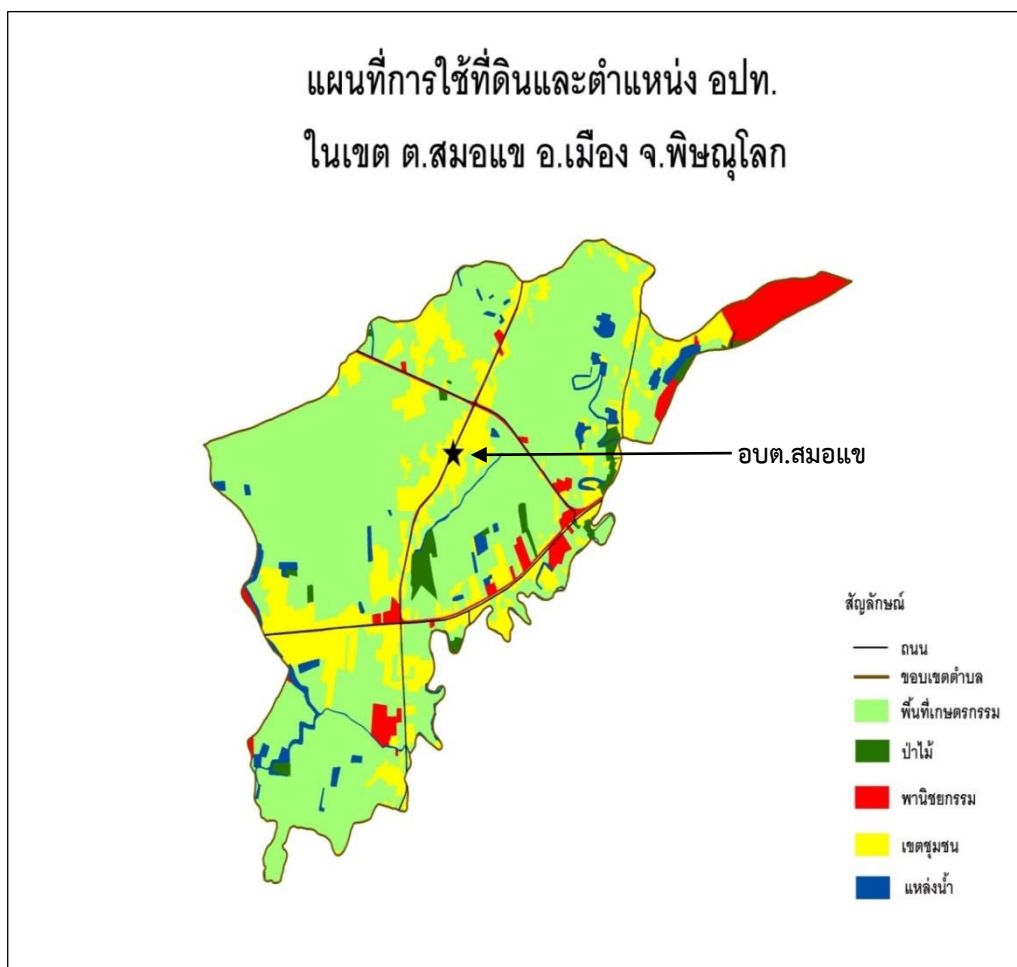 แผนที่การใช้ที่ดินและตำแหน่ง อปท.
ในเขต ต.สมอแข อ.เมือง จ.พิษณุโลก
อบต.สมอแข
สัญลักษณ์
ถนน
ขอบเขตตำบล
พื้นที่เกษตรกรรม
ป่าไม้
พานิชยกรรม
เขตชุมชน
แหล่งน้ำ